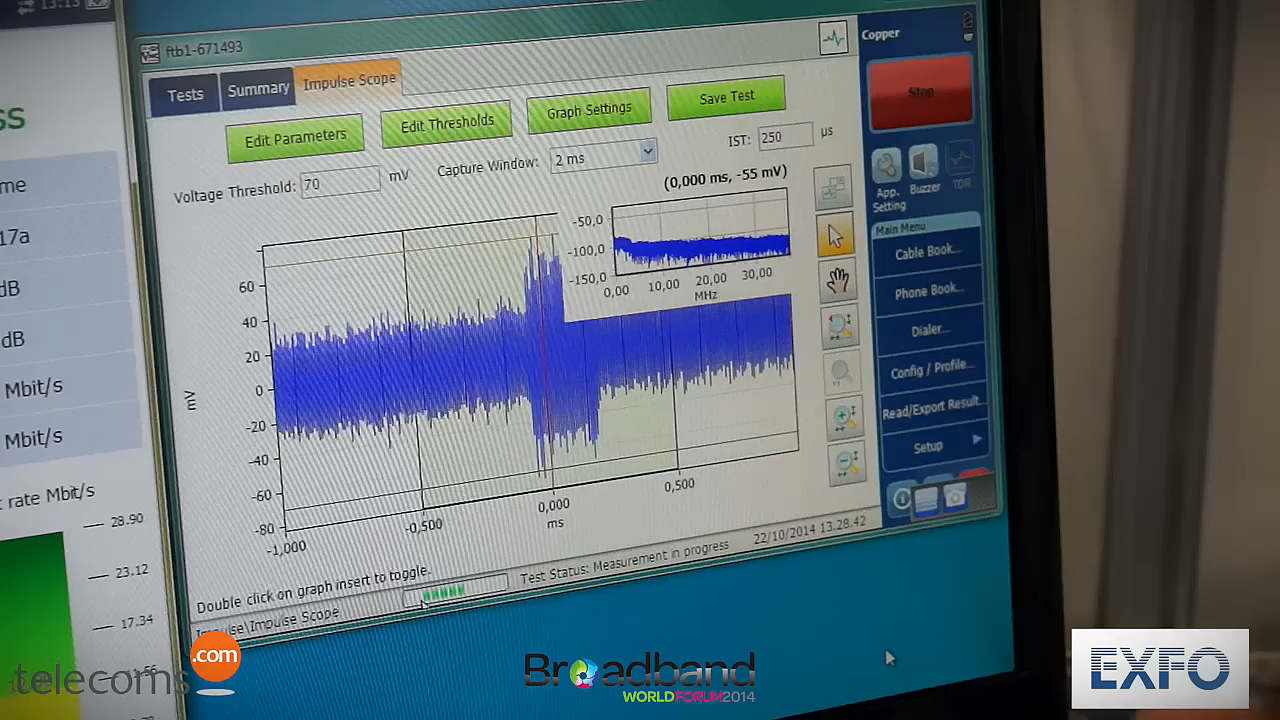 13:13
ss
ftb1-671493
Copper
Tests
Summary
Impulse Scope
Stop
Edit Parameters
Edit Thresholds
Graph Settings
Save Test
Voltage Threshold: 70 mV
Capture Window: 2 ms
IST: 250 µs
App. Setting
Buzzer
TDR
(0,000 ms, -55 mV)
Main Menu
Cable Book...
Phone Book...
Dialer...
Config / Profile...
Read/Export Result...
Setup
-50,0
-100,0
-150,0
0,00
10,00
20,00
30,00
MHz
60
40
20
0
-20
-40
-60
-80
mV
-1,000
-0,500
0,000
0,500
ms
Double click on graph insert to toggle.
Test Status: Measurement in progress
22/10/2014 13.28.42
Impulse\Impulse Scope
me
17a
dB
dB
Mbit/s
Mbit/s
rate Mbit/s
28.90
23.12
17.34
telecoms.com
Broadband
WORLDFORUM2014
EXFO